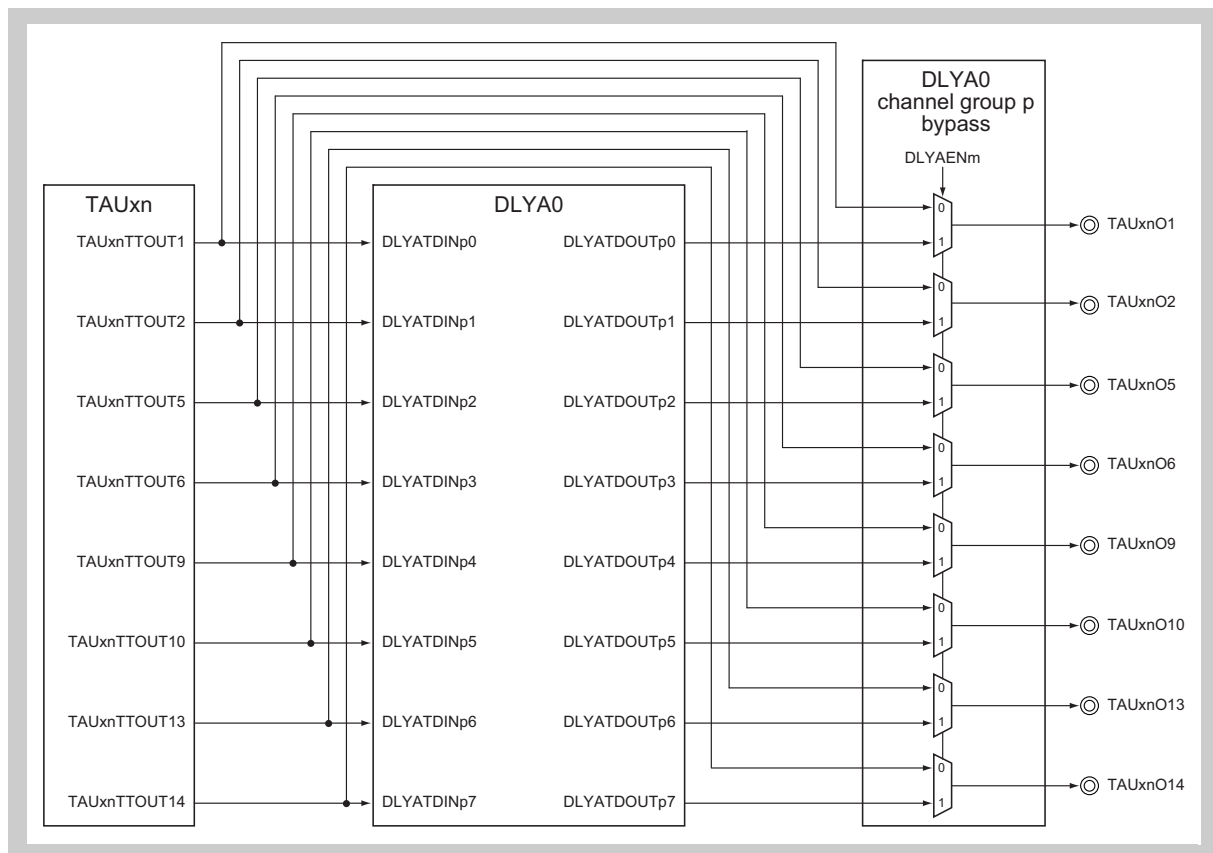 DLYA0
channel group p
bypass
DLYAENm
TAUxn
DLYA0
0
TAUxnO1
TAUxnTTOUT1
DLYATDINp0
DLYATDOUTp0
1
0
TAUxnO2
TAUxnTTOUT2
DLYATDINp1
DLYATDOUTp1
1
0
TAUxnO5
TAUxnTTOUT5
DLYATDINp2
DLYATDOUTp2
1
0
TAUxnO6
TAUxnTTOUT6
DLYATDINp3
DLYATDOUTp3
1
0
TAUxnO9
TAUxnTTOUT9
DLYATDINp4
DLYATDOUTp4
1
0
TAUxnO10
TAUxnTTOUT10
DLYATDINp5
DLYATDOUTp5
1
0
TAUxnO13
TAUxnTTOUT13
DLYATDINp6
DLYATDOUTp6
1
0
TAUxnO14
TAUxnTTOUT14
DLYATDINp7
DLYATDOUTp7
1